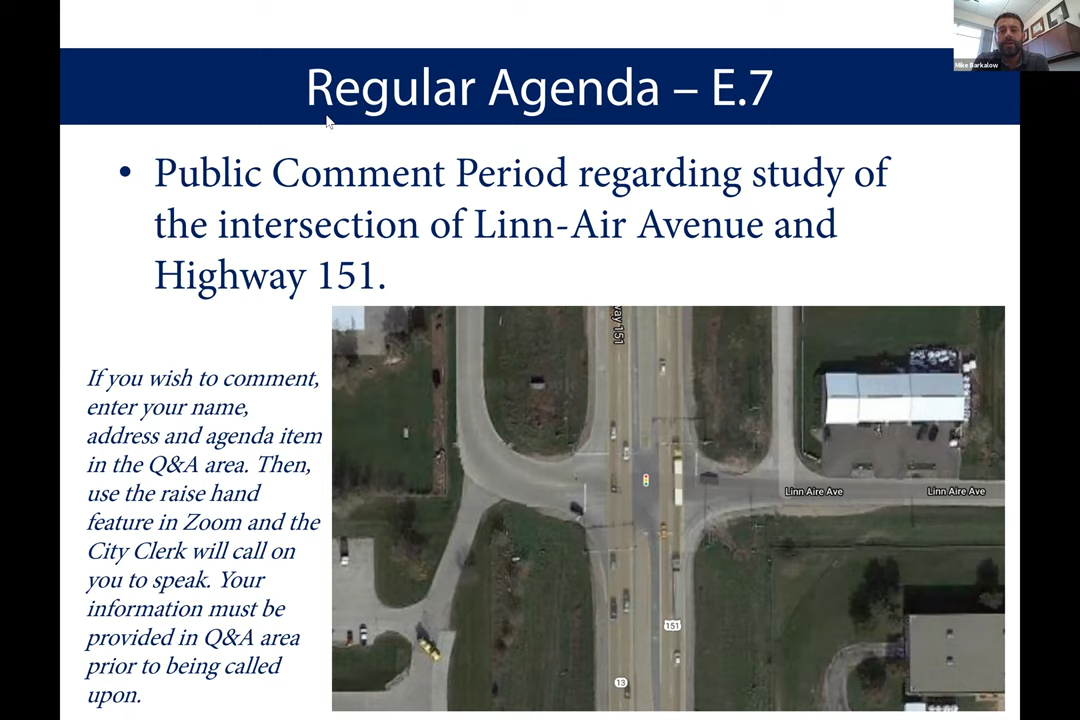 Mike Barkalow
Regular Agenda – E.7
• Public Comment Period regarding study of
the intersection of Linn-Air Avenue and
Highway 151.
If you wish to comment,
enter your name,
address and agenda item
in the Q&A area. Then,
use the raise hand
feature in Zoom and the
City Clerk will call on
you to speak. Your
information must be
provided in Q&A area
prior to being called
upon.
way 151
Linn Aire Ave
Linn Aire Ave
151
13